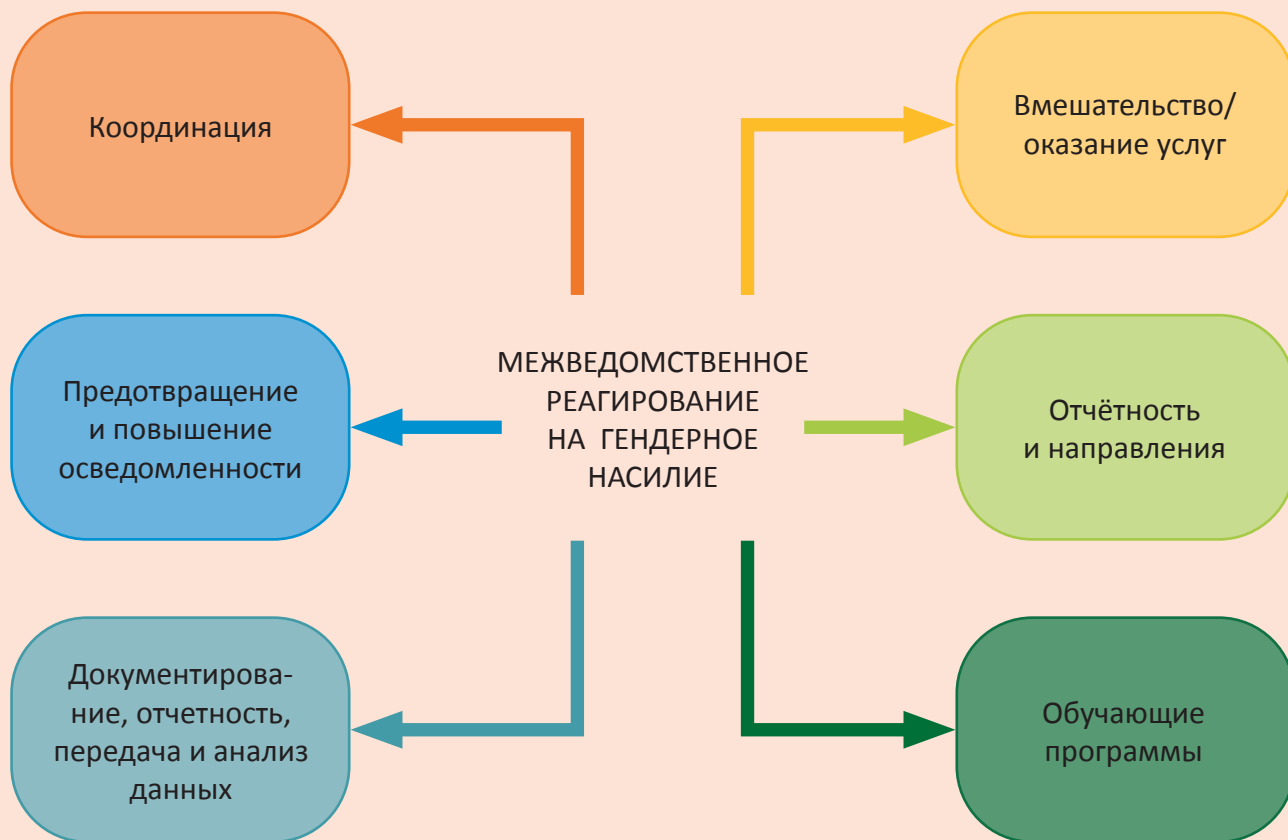 Координация
Вмешательство/
оказание услуг
МЕЖВЕДОМСТВЕННОЕ
РЕАГИРОВАНИЕ
НА ГЕНДЕРНОЕ
НАСИЛИЕ
Предотвращение
и повышение
осведомленности
Отчётность
и направления
Документирова-
ние, отчетность,
передача и анализ
данных
Обучающие
программы